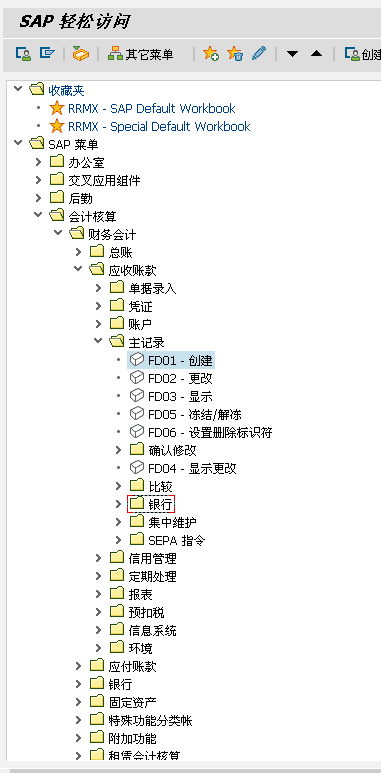 SAP 轻松访问
其它菜单 创建
收藏夹
RRMX - SAP Default Workbook
RRMX - Special Default Workbook
SAP 菜单
办公室
交叉应用组件
后勤
会计核算
财务会计
总账
应收账款
单据录入
凭证
账户
主记录
FD01 - 创建
FD02 - 更改
FD03 - 显示
FD05 - 冻结/解冻
FD06 - 设置删除标识符
确认修改
FD04 - 显示更改
比较
银行
集中维护
SEPA 指令
信用管理
定期处理
报表
预扣税
信息系统
环境
应付账款
银行
固定资产
特殊功能分类帐
附加功能
租赁会计核算